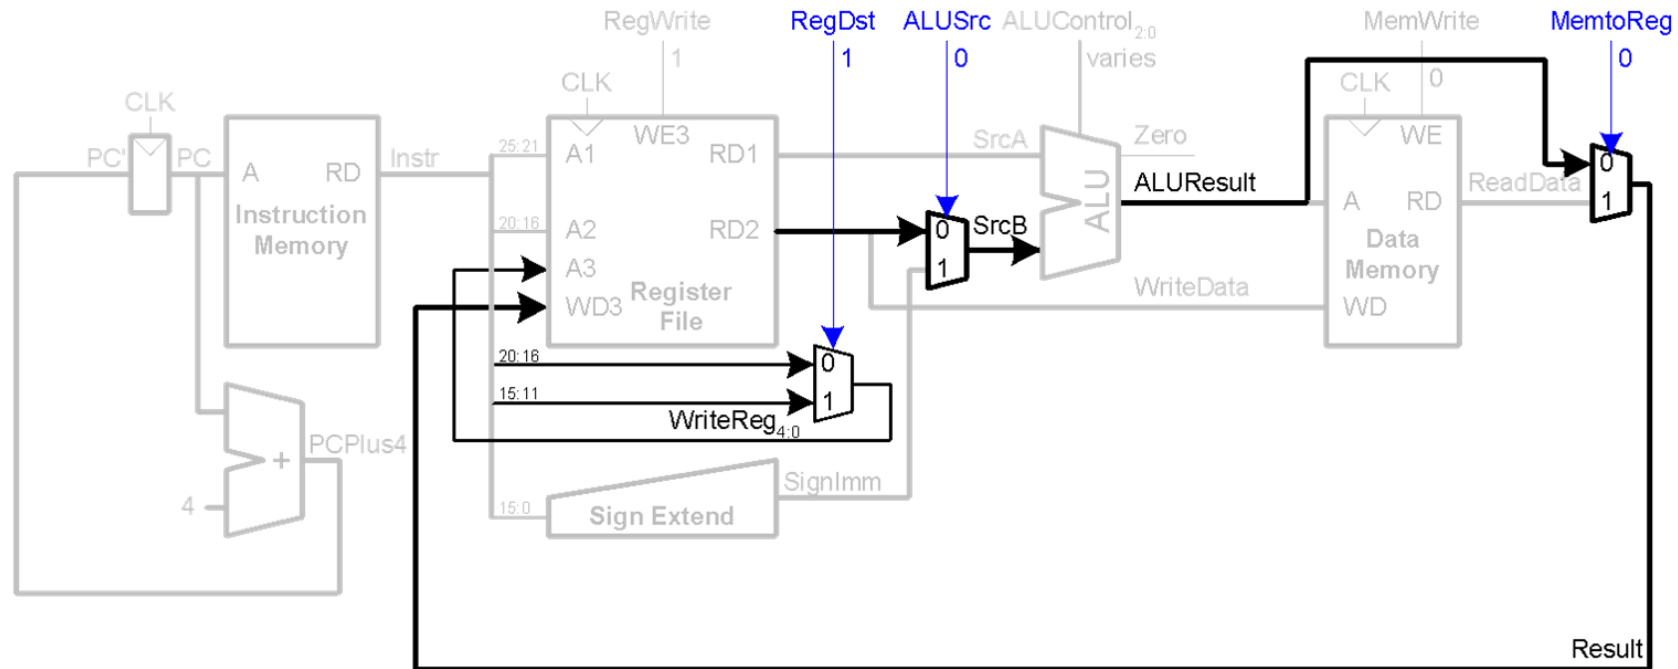 RegWrite RegDst ALUSrc ALUControl2:0 MemWrite MemtoReg
1 1 0 varies 0 0
CLK CLK CLK
PC' PC Instr
A RD
Instruction
Memory
25:21 A1 WE3 RD1
20:16 A2 RD2
A3
WD3 Register
File
SrcA Zero
ALU ALUResult
0 SrcB
1
WE
A RD ReadData
Data
Memory
WriteData WD
0
1
20:16 0
15:11 1
WriteReg4:0
PCPlus4
+
4
SignImm
15:0 Sign Extend
Result